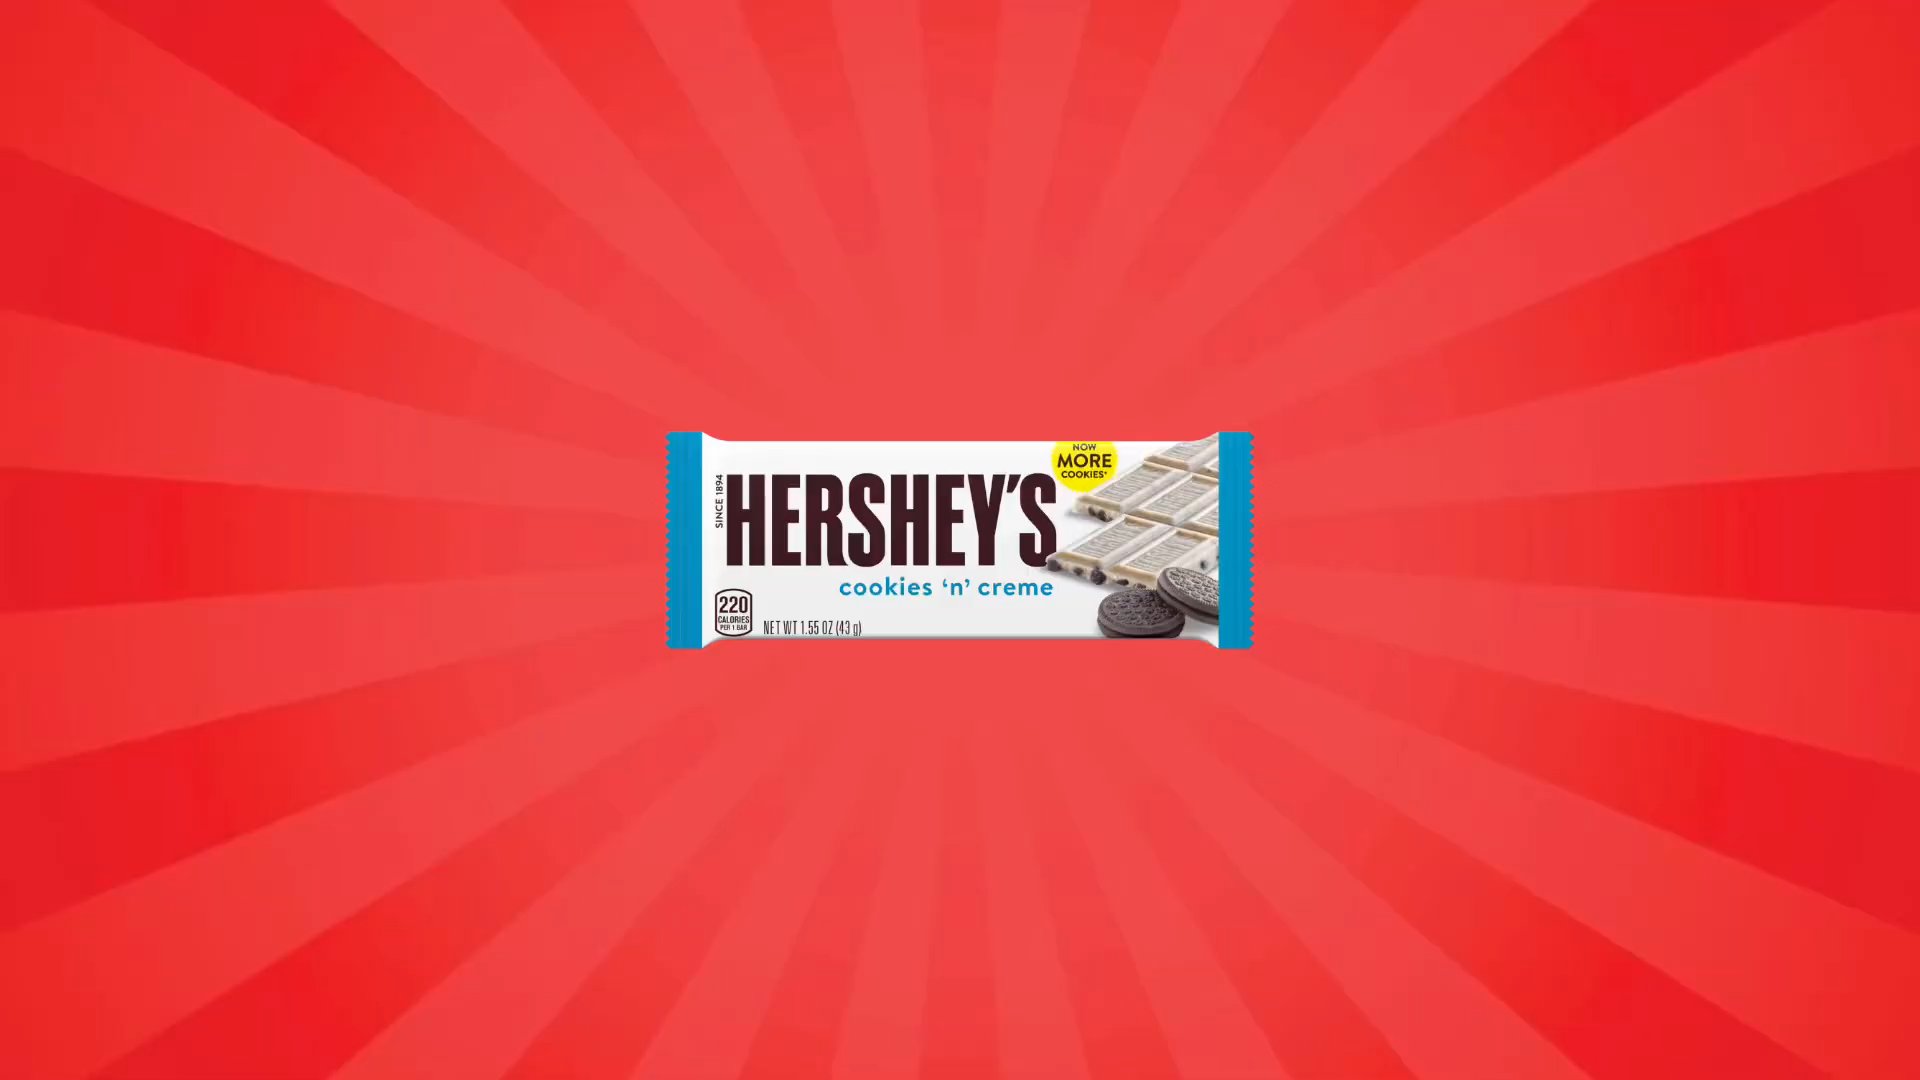 NOW
MORE
COOKIES*
SINCE 1894
HERSHEY'S
cookies 'n' creme
220
CALORIES
PER 1 BAR
NET WT 1.55 OZ (43 g)